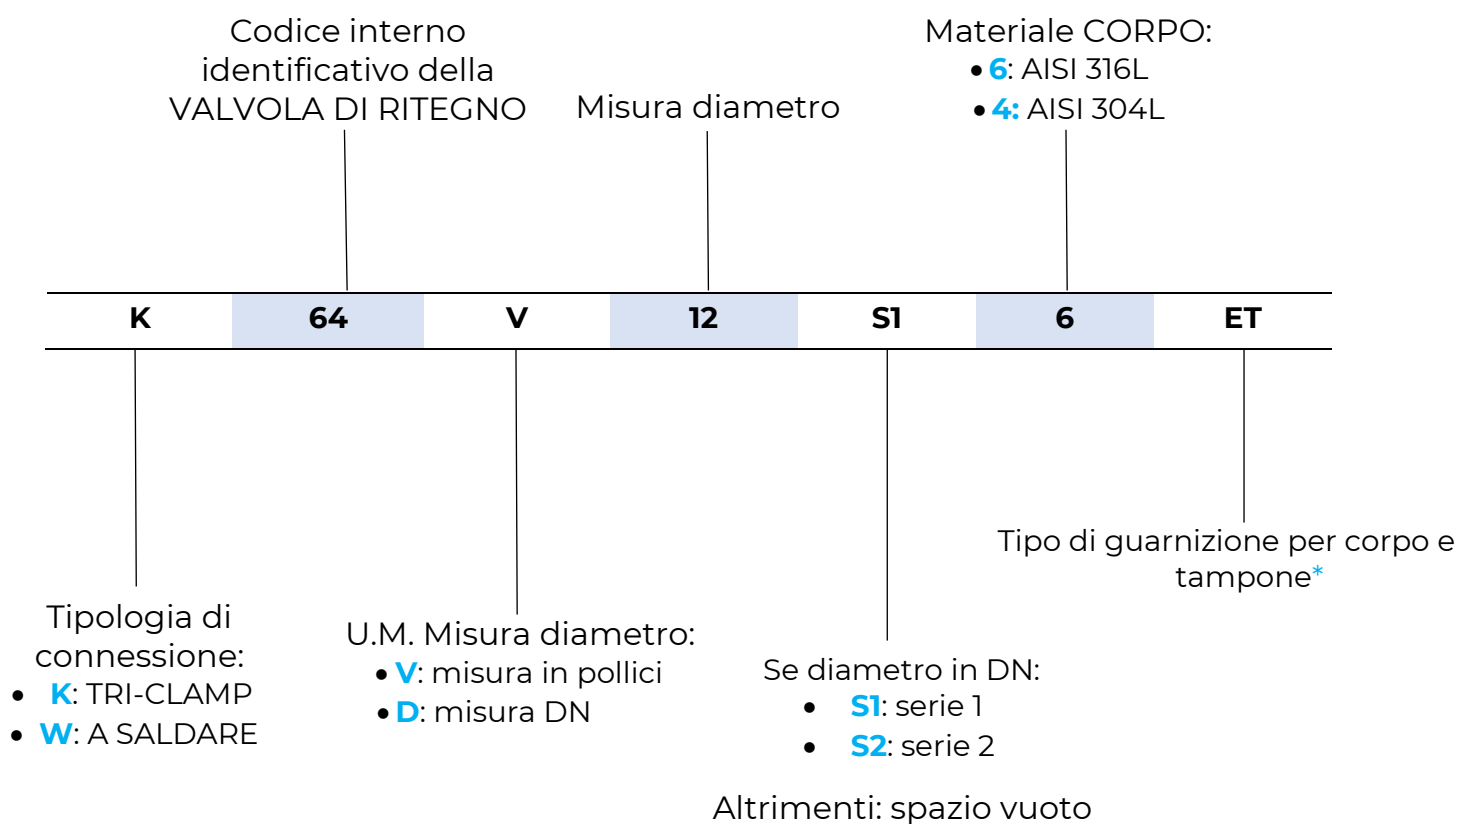 Codice interno
identificativo della
VALVOLA DI RITEGNO
Misura diametro
Materiale CORPO:
• 6: AISI 316L
• 4: AISI 304L
K 64 V 12 S1 6 ET
Tipologia di
connessione:
• K: TRI-CLAMP
• W: A SALDARE
U.M. Misura diametro:
• V: misura in pollici
• D: misura DN
Se diametro in DN:
• S1: serie 1
• S2: serie 2
Altrimenti: spazio vuoto
Tipo di guarnizione per corpo e
tampone*